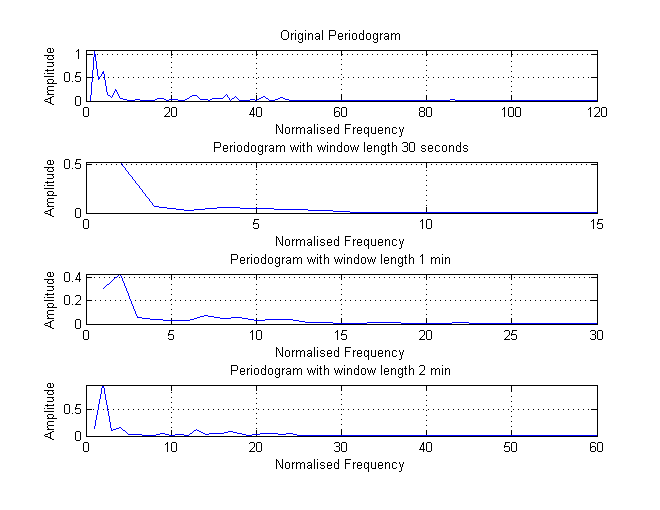 Original Periodogram
Amplitude
1
0.5
0
0 20 40 60 80 100 120
Normalised Frequency
Periodogram with window length 30 seconds
Amplitude
0.5
0
0 5 10 15
Normalised Frequency
Periodogram with window length 1 min
Amplitude
0.4
0.2
0
0 5 10 15 20 25 30
Normalised Frequency
Periodogram with window length 2 min
Amplitude
0.5
0
0 10 20 30 40 50 60
Normalised Frequency